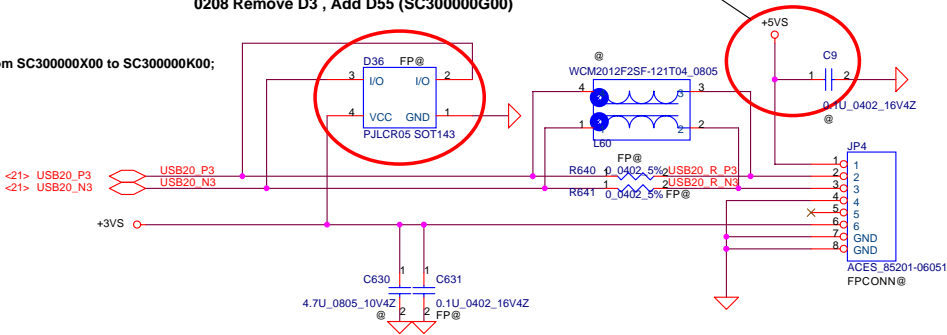 0208 Remove D3 , Add D55 (SC300000G00)
+5VS
om SC300000X00 to SC300000K00;
D36 FP@
3 I/O I/O 2
4 VCC GND 1
PJLCR05 SOT143
@
WCM2012F2SF-121T04_0805
4 3
1 2
L60
C9
1 2
0.1U_0402_16V4Z
@
JP4
<21> USB20_P3 USB20_P3
<21> USB20_N3 USB20_N3
FP@
R640 1 0_0402_5% 2 USB20_R_P3
R641 1 0_0402_5% 2 USB20_R_N3
FP@
1 1
2 2
3 3
4 4
5 5
6 6
7 GND
8 GND
ACES_85201-06051
FPCONN@
+3VS
C630 1
4.7U_0805_10V4Z
@ 2
C631 1
0.1U_0402_16V4Z
FP@ 2